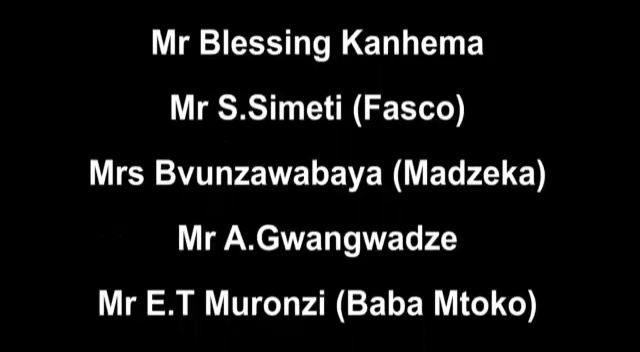 Mr Blessing Kanhema
Mr S.Simeti (Fasco)
Mrs Bvunzawabaya (Madzeka)
Mr A.Gwangwadze
Mr E.T Muronzi (Baba Mtoko)